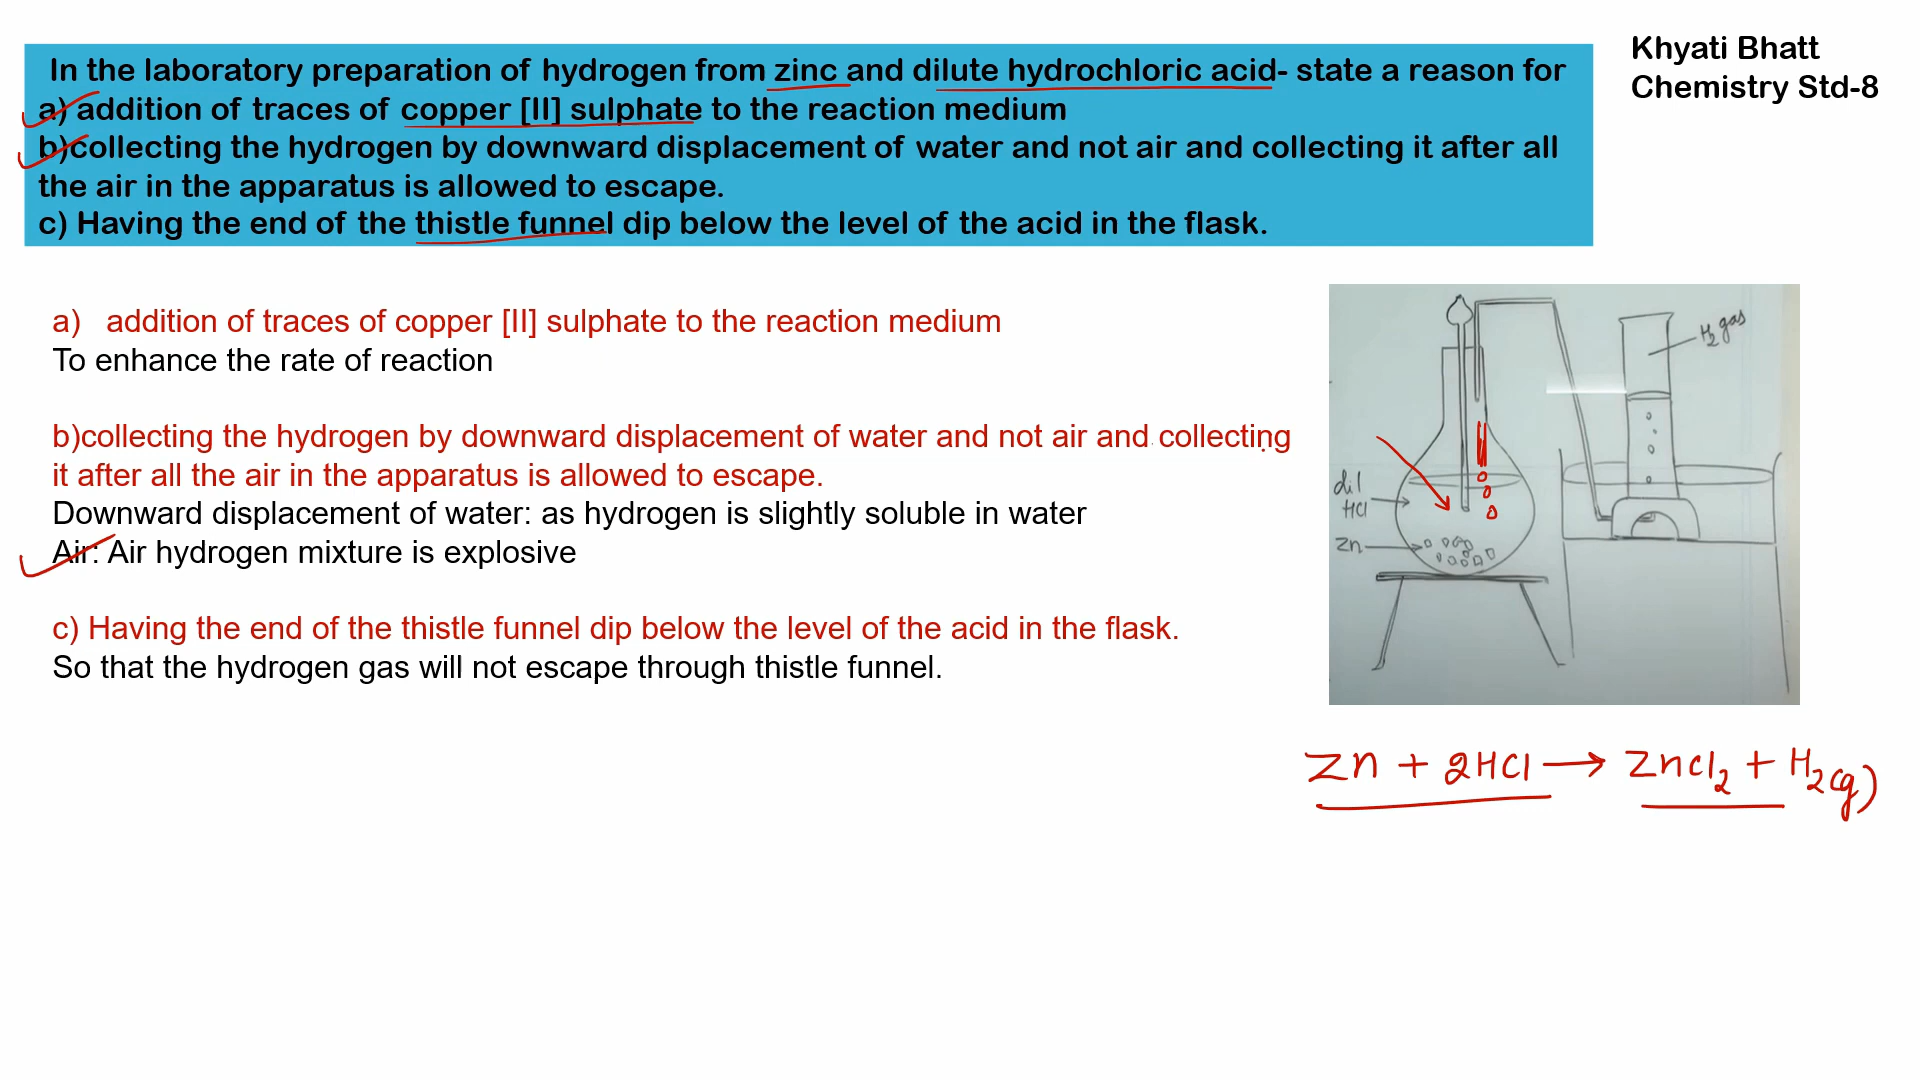 In the laboratory preparation of hydrogen from zinc and dilute hydrochloric acid- state a reason for
a) addition of traces of copper [II] sulphate to the reaction medium
b)collecting the hydrogen by downward displacement of water and not air and collecting it after all
the air in the apparatus is allowed to escape.
c) Having the end of the thistle funnel dip below the level of the acid in the flask.
Khyati Bhatt
Chemistry Std-8
a) addition of traces of copper [II] sulphate to the reaction medium
To enhance the rate of reaction
b)collecting the hydrogen by downward displacement of water and not air and collecting
it after all the air in the apparatus is allowed to escape.
Downward displacement of water: as hydrogen is slightly soluble in water
Air: Air hydrogen mixture is explosive
c) Having the end of the thistle funnel dip below the level of the acid in the flask.
So that the hydrogen gas will not escape through thistle funnel.
H2 gas
dil
HCl
Zn
Zn + 2HCl → ZnCl2 + H2(g)